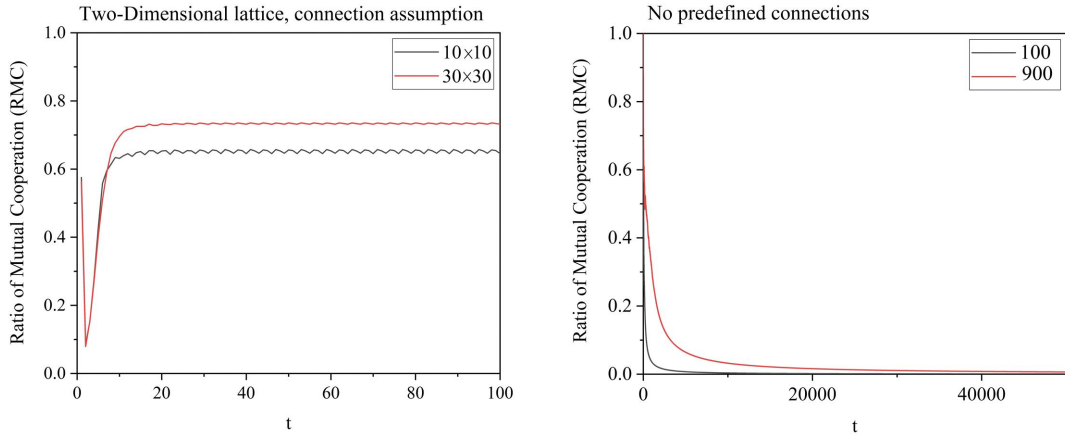 Two-Dimensional lattice, connection assumption
1.0
0.8
0.6
0.4
0.2
0.0
Ratio of Mutual Cooperation (RMC)
10×10
30×30
0 20 40 60 80 100
t
No predefined connections
1.0
0.8
0.6
0.4
0.2
0.0
Ratio of Mutual Cooperation (RMC)
100
900
0 20000 40000
t